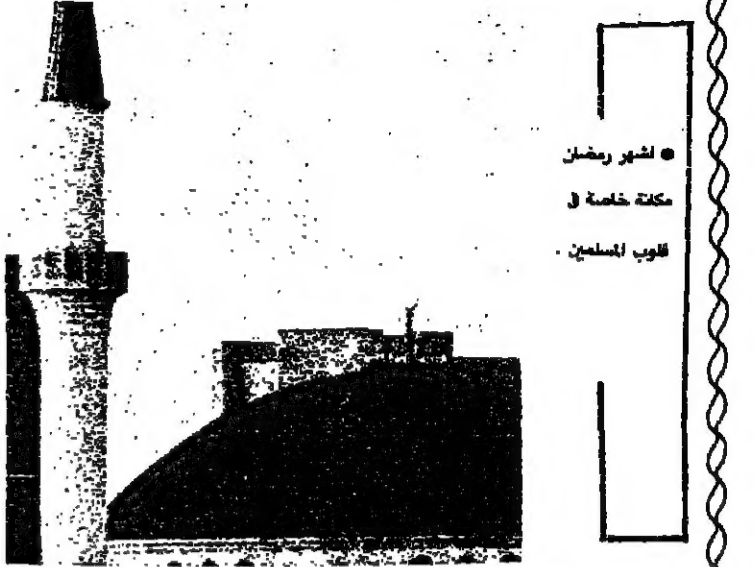 ● لشهر رمضان
مكانة خاصة في
قلوب المسلمين .